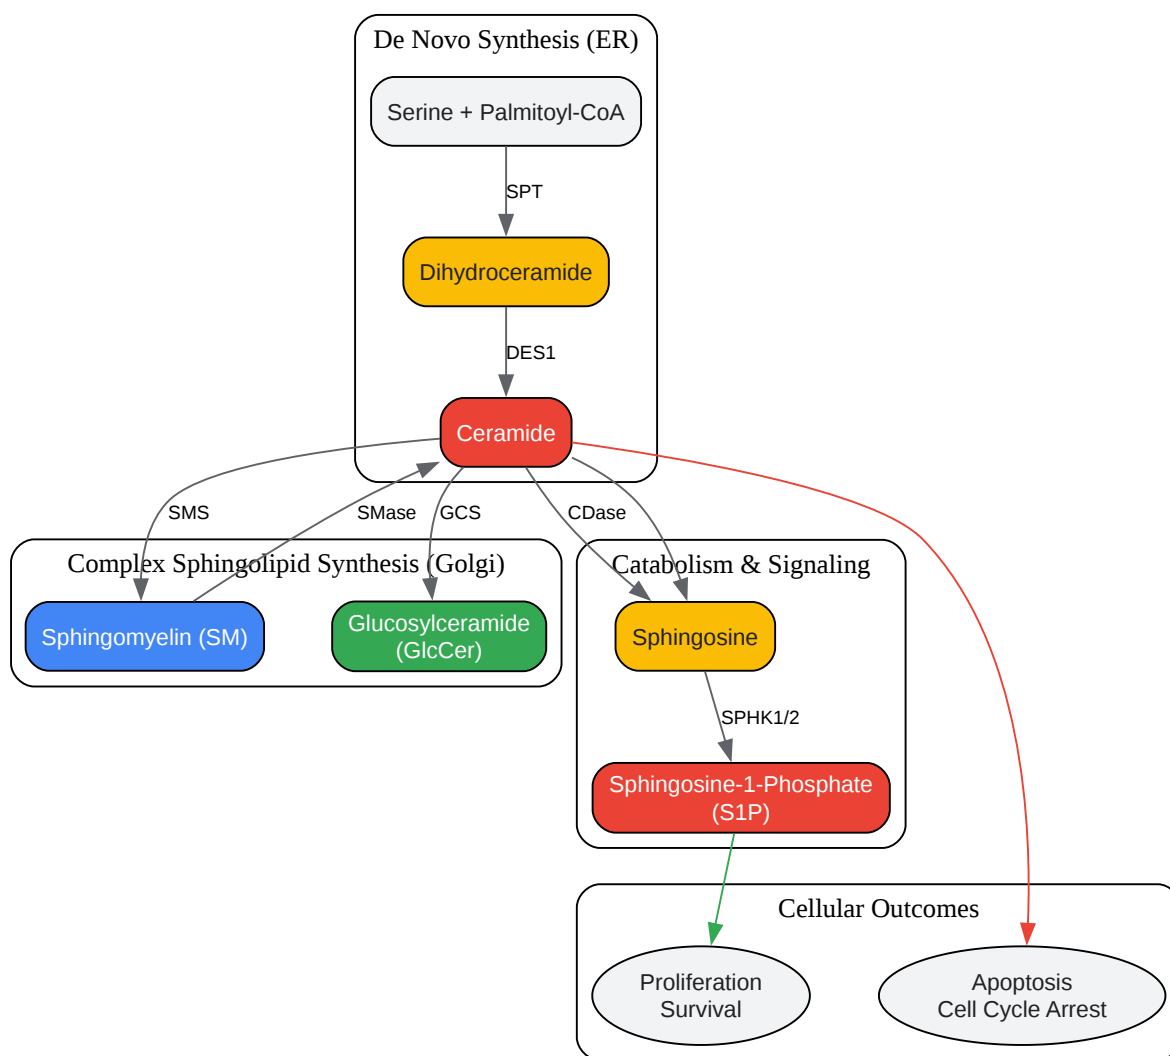 De Novo Synthesis (ER)
Serine + Palmitoyl-CoA
SPT
Dihydroceramide
DES1
Ceramide
SMS
SMase
GCS
CDase
Complex Sphingolipid Synthesis (Golgi)
Sphingomyelin (SM)
Glucosylceramide
(GlcCer)
Catabolism & Signaling
Sphingosine
SPHK1/2
Sphingosine-1-Phosphate
(S1P)
Cellular Outcomes
Proliferation
Survival
Apoptosis
Cell Cycle Arrest